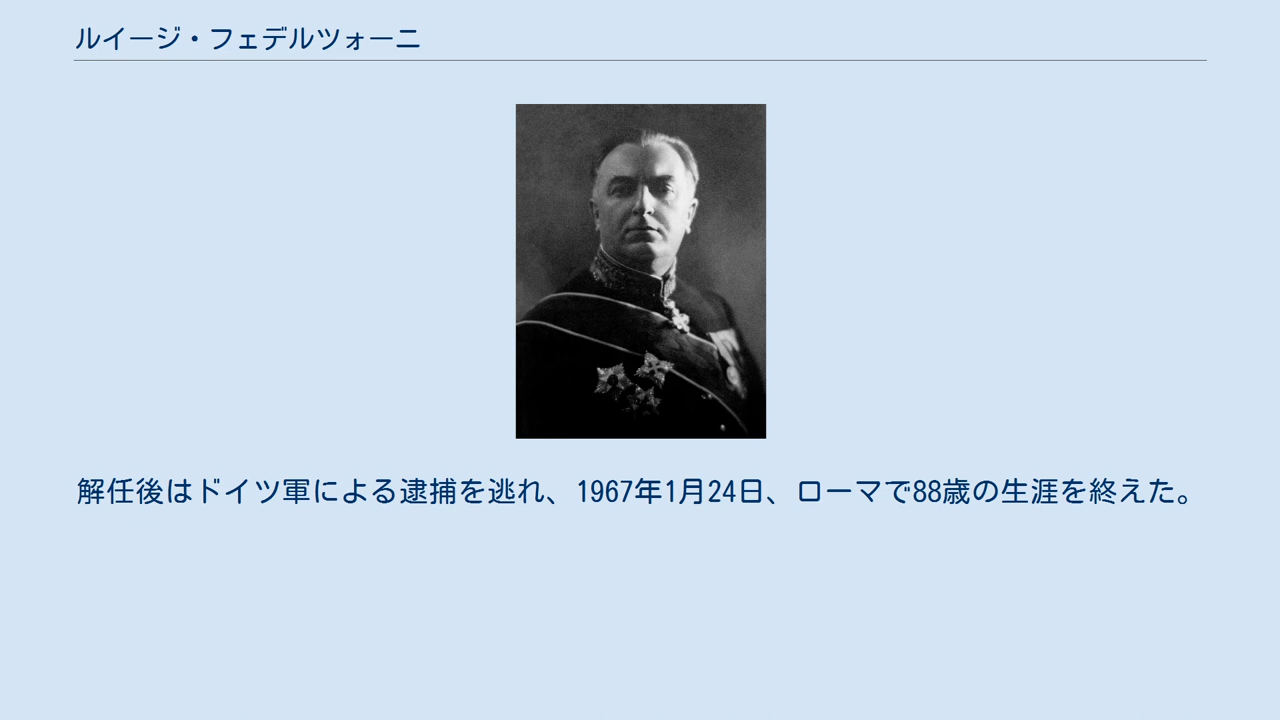 ルイージ・フェデルツォーニ
解任後はドイツ軍による逮捕を逃れ、1967年1月24日、ローマで88歳の生涯を終えた。